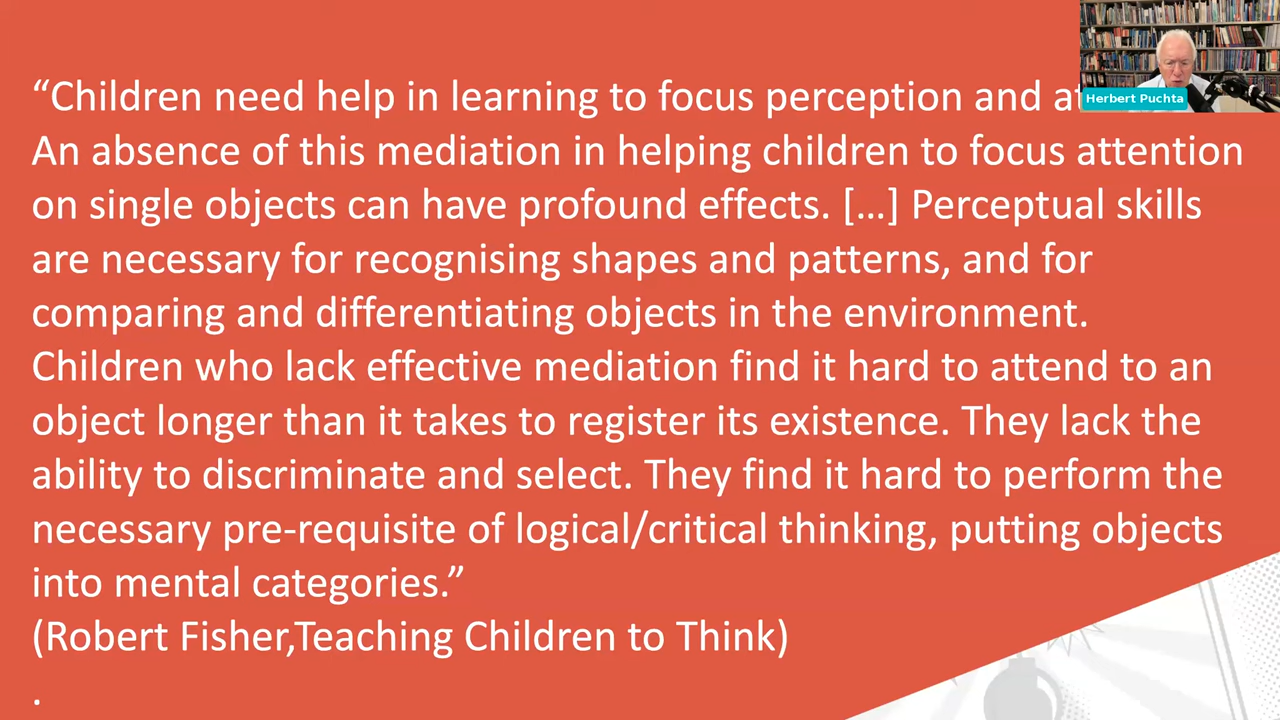 “Children need help in learning to focus perception and
Herbert Puchta
An absence of this mediation in helping children to focus attention
on single objects can have profound effects. [...] Perceptual skills
are necessary for recognising shapes and patterns, and for
comparing and differentiating objects in the environment.
Children who lack effective mediation find it hard to attend to an
object longer than it takes to register its existence. They lack the
ability to discriminate and select. They find it hard to perform the
necessary pre-requisite of logical/critical thinking, putting objects
into mental categories.”
(Robert Fisher,Teaching Children to Think)
.